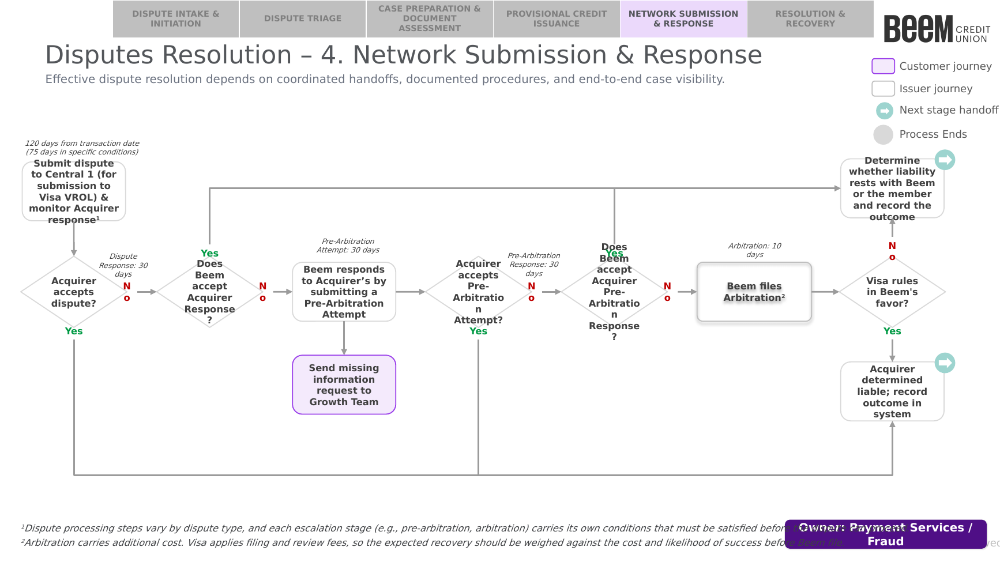 DISPUTE INTAKE &
INITIATION
DISPUTE TRIAGE
CASE PREPARATION &
DOCUMENT
ASSESSMENT
PROVISIONAL CREDIT
ISSUANCE
NETWORK SUBMISSION
& RESPONSE
RESOLUTION &
RECOVERY
BEEM CREDIT
UNION
Disputes Resolution – 4. Network Submission & Response
Effective dispute resolution depends on coordinated handoffs, documented procedures, and end-to-end case visibility.
Customer journey
Issuer journey
Next stage handoff
Process Ends
120 days from transaction date
(75 days in specific conditions)
Submit dispute
to Central 1 (for
submission to
Visa VROL) &
monitor Acquirer
response¹
Acquirer
accepts
dispute?
Yes
Dispute
Response: 30
days
N
o
Yes
Does
Beem
accept
Acquirer
Response
?
N
o
Pre-Arbitration
Attempt: 30 days
Beem responds
to Acquirer’s by
submitting a
Pre-Arbitration
Attempt
Send missing
information
request to
Growth Team
Acquirer
accepts
Pre-
Arbitratio
n
Attempt?
Yes
Pre-Arbitration
Response: 30
days
N
o
Yes
Does
Beem
accept
Acquirer
Pre-
Arbitratio
n
Response
?
N
o
Arbitration: 10
days
Beem files
Arbitration²
Visa rules
in Beem's
favor?
N
o
Determine
whether liability
rests with Beem
or the member
and record the
outcome
Yes
Acquirer
determined
liable; record
outcome in
system
¹Dispute processing steps vary by dispute type, and each escalation stage (e.g., pre-arbitration, arbitration) carries its own conditions that must be satisfied before the dispute can proceed.
²Arbitration carries additional cost. Visa applies filing and review fees, so the expected recovery should be weighed against the cost and likelihood of success before Beem file.
Owner: Payment Services /
Fraud